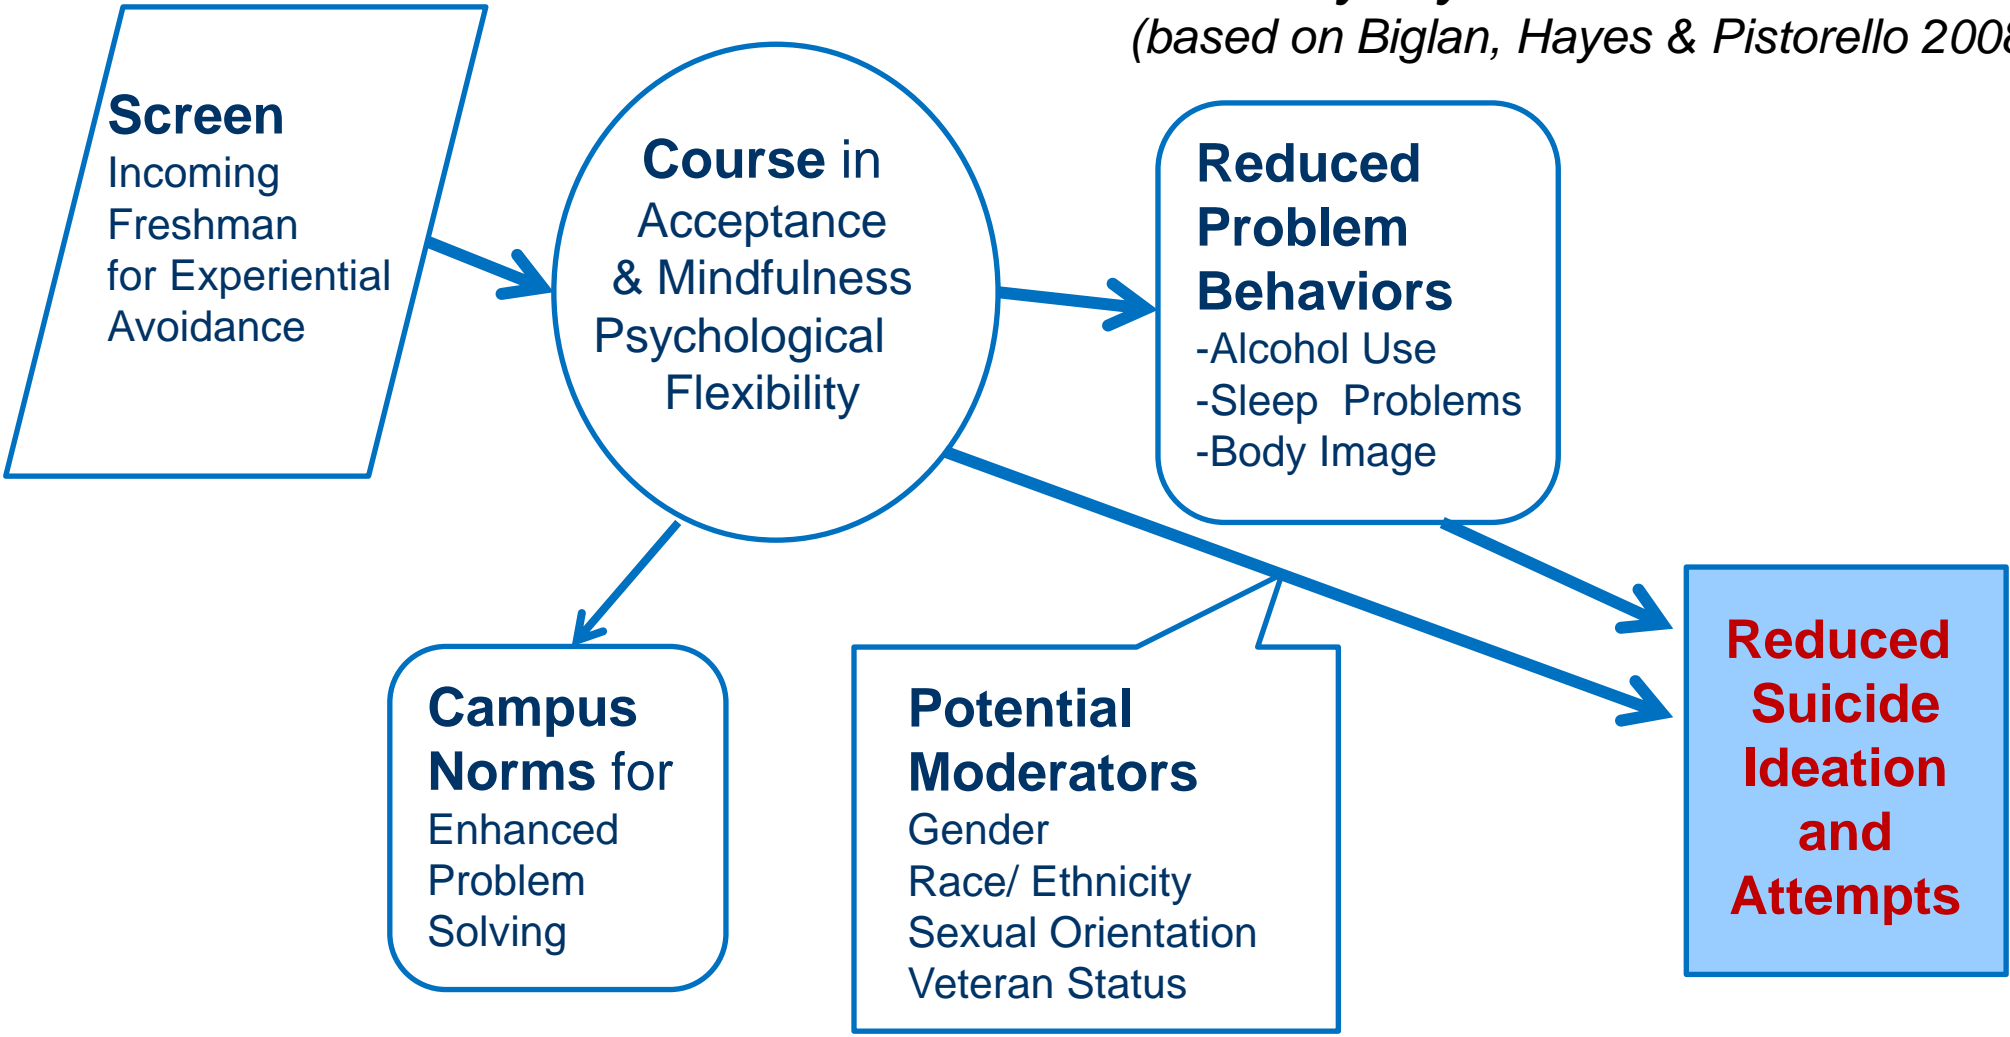 (based on Biglan, Hayes & Pistorello 2008
Screen
Incoming
Freshman
for Experiential
Avoidance
Course in
Acceptance
& Mindfulness
Psychological
Flexibility
Reduced
Problem
Behaviors
-Alcohol Use
-Sleep Problems
-Body Image
Campus
Norms for
Enhanced
Problem
Solving
Potential
Moderators
Gender
Race/ Ethnicity
Sexual Orientation
Veteran Status
Reduced
Suicide
Ideation
and
Attempts